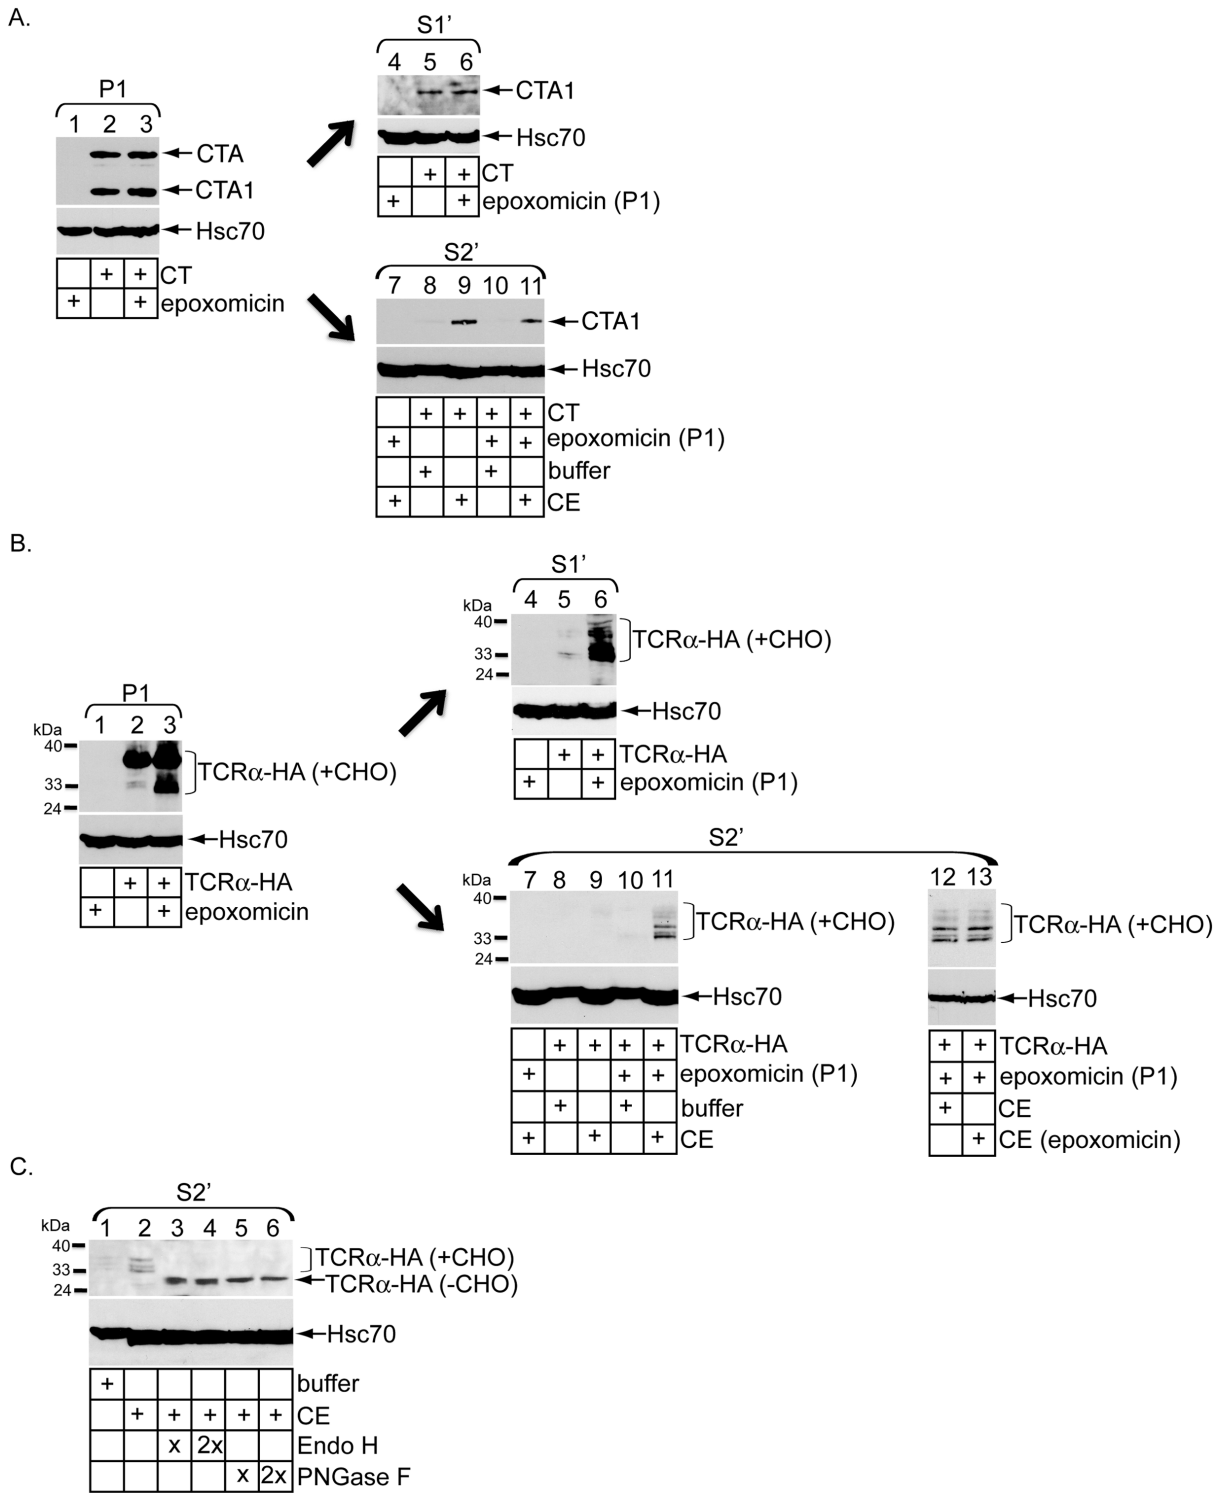 A.
S1’
4 5 6
CTA1
Hsc70
CT
+ +
epoxomicin (P1)
+ +
P1
1 2 3
CTA
CTA1
Hsc70
CT
+ +
epoxomicin
+ +
S2’
7 8 9 10 11
CTA1
Hsc70
+ + + + CT
+ + + epoxomicin (P1)
+ + buffer
+ + + CE
B.
S1’
4 5 6
kDa
40
33
24
TCRα-HA (+CHO)
Hsc70
+ + TCRα-HA
+ + epoxomicin (P1)
P1
1 2 3
kDa
40
33
24
TCRα-HA (+CHO)
Hsc70
+ + TCRα-HA
+ + epoxomicin
S2’
7 8 9 10 11
kDa
40
33
24
TCRα-HA (+CHO)
Hsc70
+ + + + TCRα-HA
+ + + epoxomicin (P1)
+ + buffer
+ + + CE
12 13
TCRα-HA (+CHO)
Hsc70
+ + TCRα-HA
+ + epoxomicin (P1)
+ CE
+ CE (epoxomicin)
C.
S2’
1 2 3 4 5 6
kDa
40
33
24
TCRα-HA (+CHO)
TCRα-HA (-CHO)
Hsc70
+ buffer
+ + + + + CE
x 2x Endo H
x 2x PNGase F